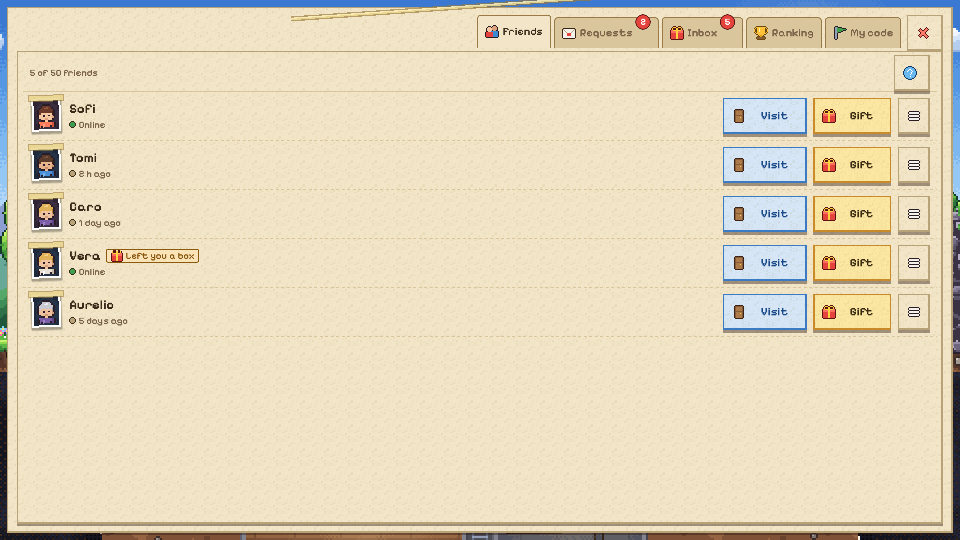 Friends
Requests
8
Inbox
5
Ranking
My code
5 of 50 friends
?
Sofi
Online
Visit
Gift
Tomi
8 h ago
Visit
Gift
Caro
1 day ago
Visit
Gift
Vera
Left you a box
Online
Visit
Gift
Aurelio
5 days ago
Visit
Gift